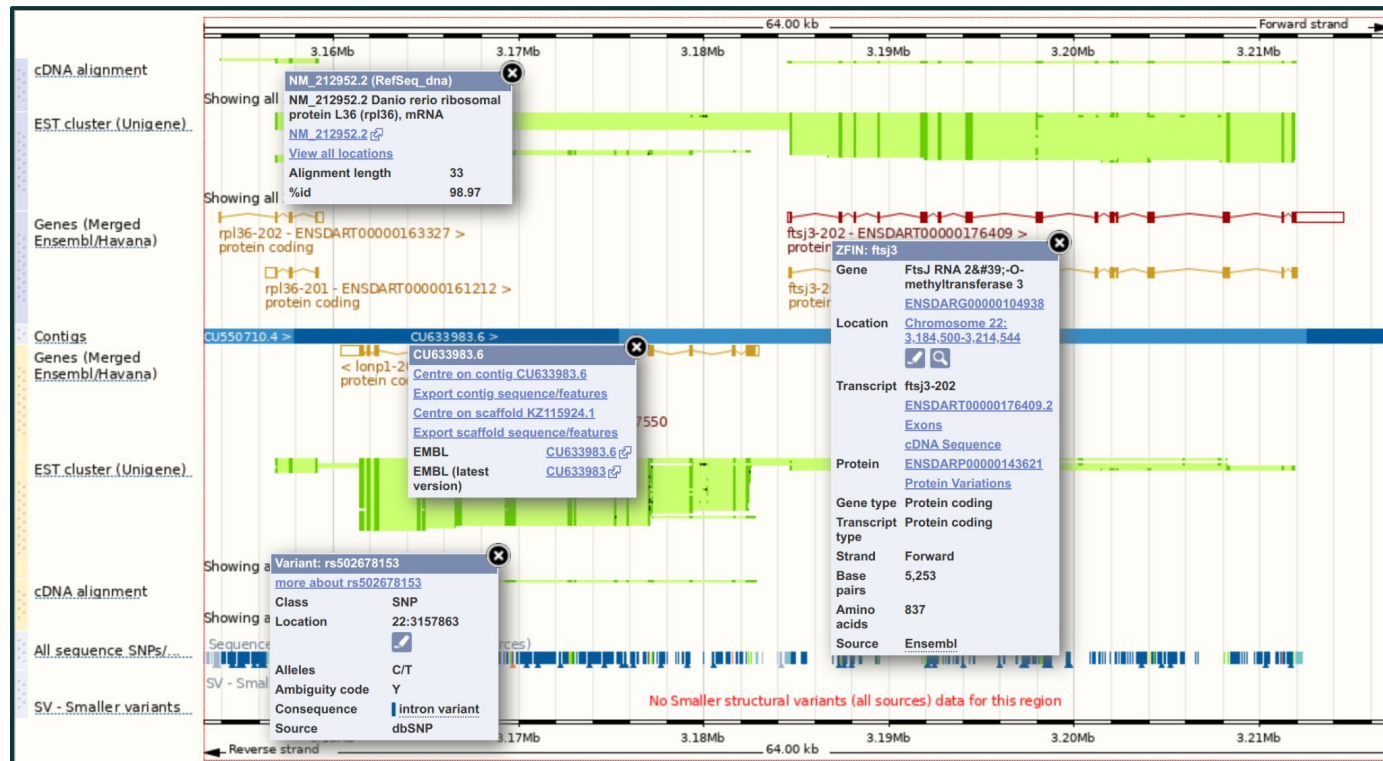 64.00 kb
Forward strand
3.16Mb 3.17Mb 3.18Mb 3.19Mb 3.20Mb 3.21Mb
cDNA alignment
NM_212952.2 (RefSeq_dna)
Showing all
NM_212952.2 Danio rerio ribosomal
protein L36 (rpl36), mRNA
EST cluster (Unigene)
NM_212952.2
View all locations
Alignment length 33
%id 98.97
Showing all
Genes (Merged
Ensembl/Havana)
rpl36-202 - ENSDART00000163327 >
protein coding
ftsj3-202 - ENSDART00000176409 >
protein
rpl36-201 - ENSDART00000161212 >
protein coding
ftsj3-2
protein
ZFIN: ftsj3
Gene FtsJ RNA 2&#39;-O-
methyltransferase 3
ENSDARG00000104938
Location Chromosome 22:
3,184,500-3,214,544
Transcript ftsj3-202
ENSDART00000176409.2
Exons
cDNA Sequence
Protein ENSDARP00000143621
Protein Variations
Gene type Protein coding
Transcript Protein coding
type
Strand Forward
Base 5,253
pairs
Amino 837
acids
Source Ensembl
Contigs
CU550710.4 > CU633983.6 >
Genes (Merged
Ensembl/Havana)
< lonp1-2
protein co
7550
CU633983.6
Centre on contig CU633983.6
Export contig sequence/features
Centre on scaffold KZ115924.1
Export scaffold sequence/features
EMBL CU633983.6
EMBL (latest CU633983
version)
EST cluster (Unigene)
Showing a
cDNA alignment
Showing a
Variant: rs502678153
more about rs502678153
Class SNP
Location 22:3157863
Alleles C/T
Ambiguity code Y
Consequence intron variant
Source dbSNP
All sequence SNPs/...
Sequence rces)
SV - Smal
SV - Smaller variants
No Smaller structural variants (all sources) data for this region
3.17Mb 3.18Mb 3.19Mb 3.20Mb 3.21Mb
Reverse strand
64.00 kb